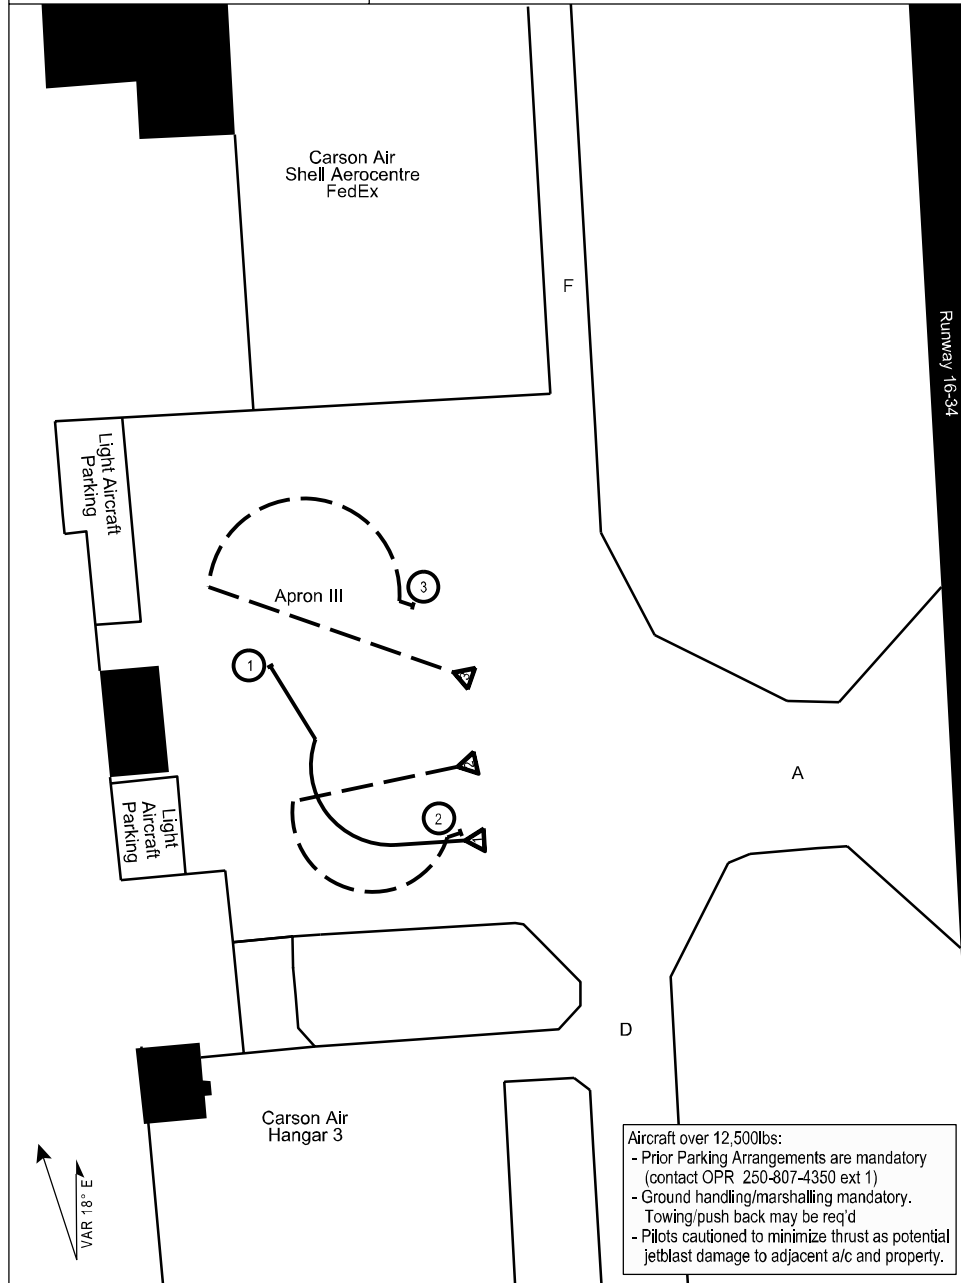 Carson Air
Shell Aerocentre
FedEx
F
Runway 16-34
Light Aircraft
Parking
Apron III
3
1
3
2
A
2
1
Light
Aircraft
Parking
D
Carson Air
Hangar 3
VAR 18° E
Aircraft over 12,500lbs:
- Prior Parking Arrangements are mandatory
(contact OPR 250-807-4350 ext 1)
- Ground handling/marshalling mandatory.
Towing/push back may be req'd
- Pilots cautioned to minimize thrust as potential
jetblast damage to adjacent a/c and property.